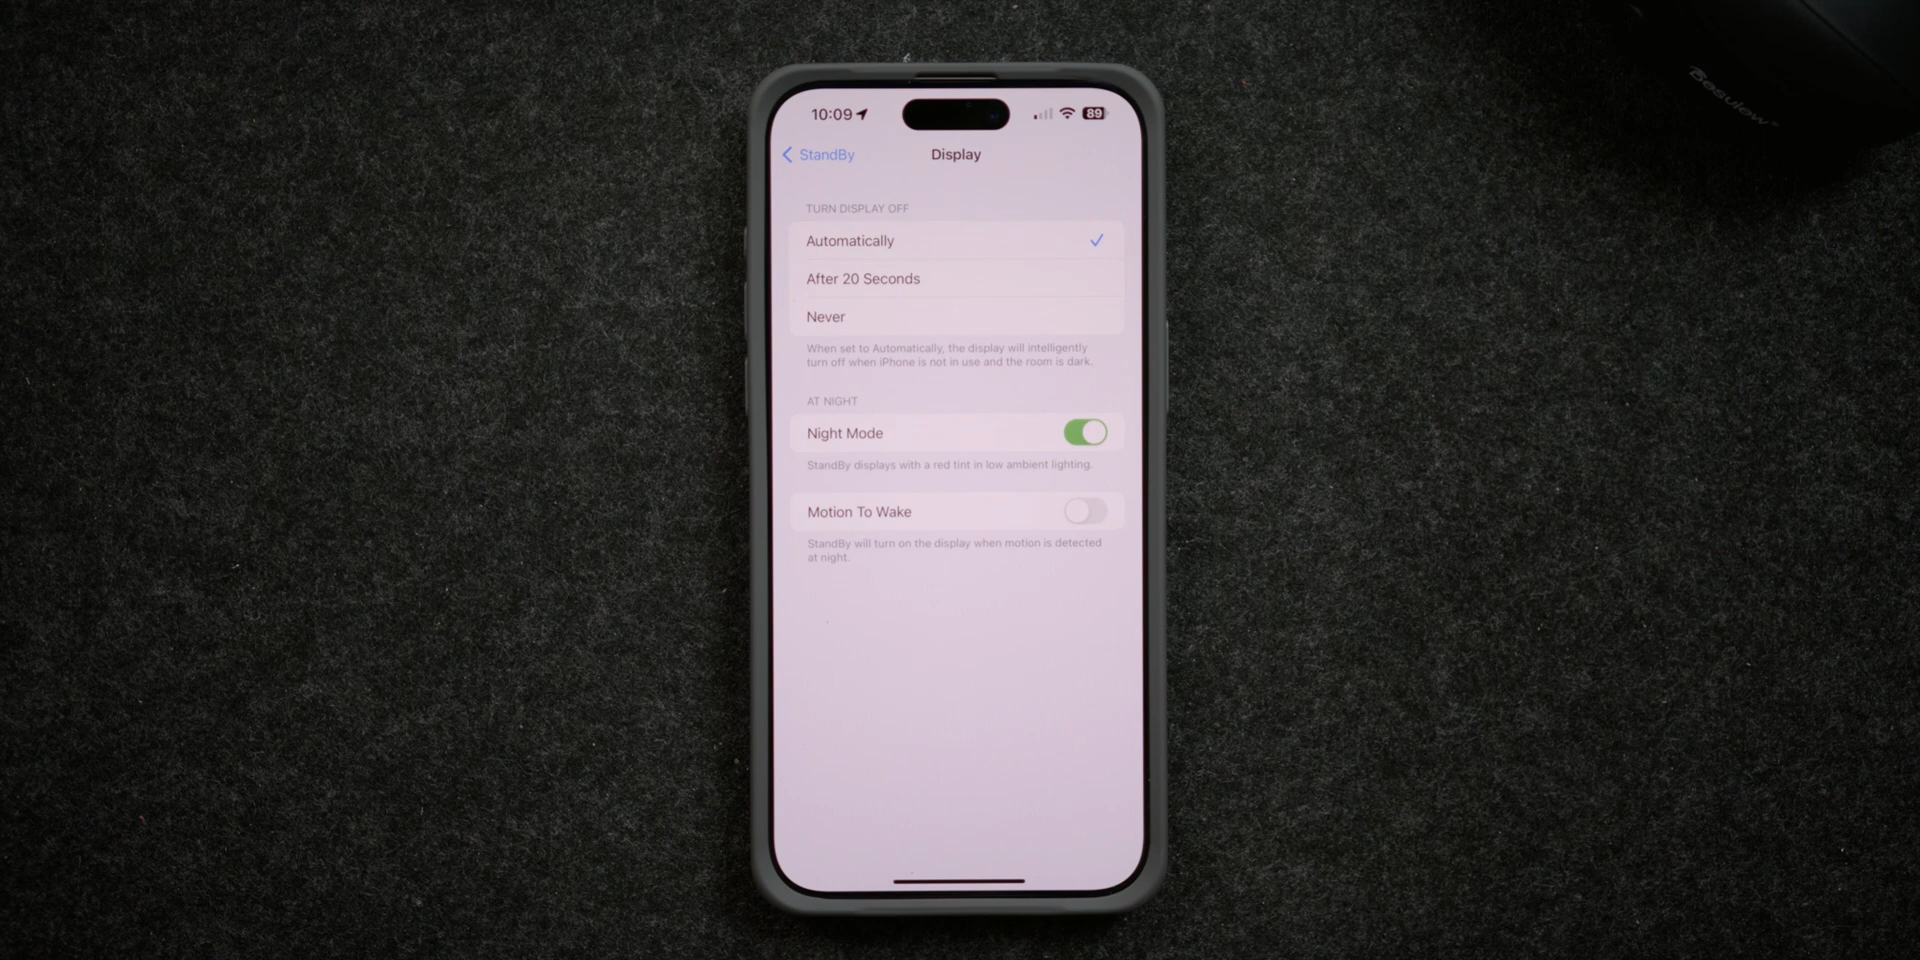 10:09
89
StandBy
Display
TURN DISPLAY OFF
Automatically
After 20 Seconds
Never
When set to Automatically, the display will intelligently
turn off when iPhone is not in use and the room is dark.
AT NIGHT
Night Mode
StandBy displays with a red tint in low ambient lighting.
Motion To Wake
StandBy will turn on the display when motion is detected
at night.